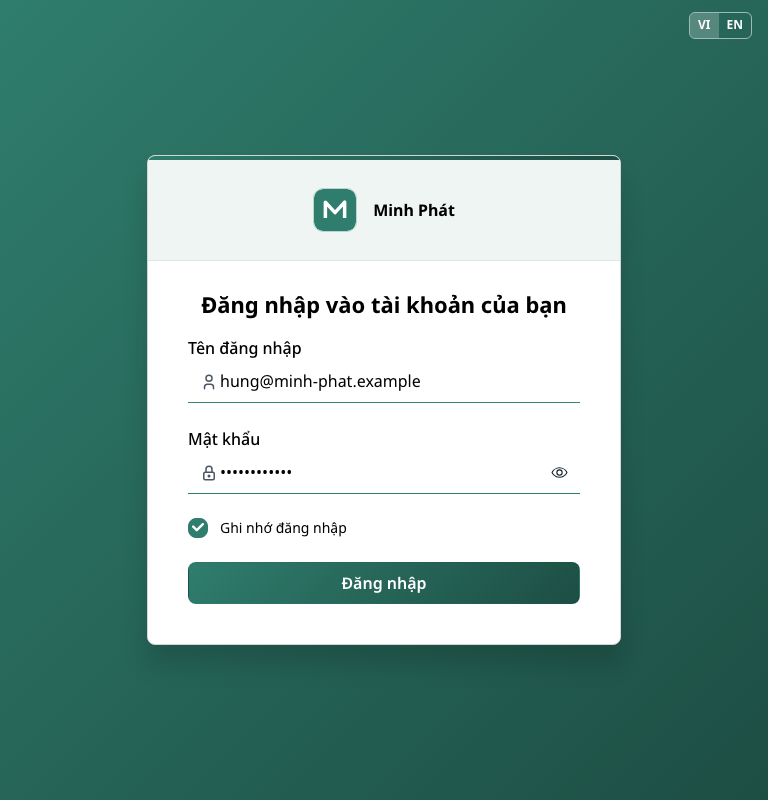 VI EN
Minh Phát
Đăng nhập vào tài khoản của bạn
Tên đăng nhập
hung@minh-phat.example
Mật khẩu
••••••••••••
Ghi nhớ đăng nhập
Đăng nhập